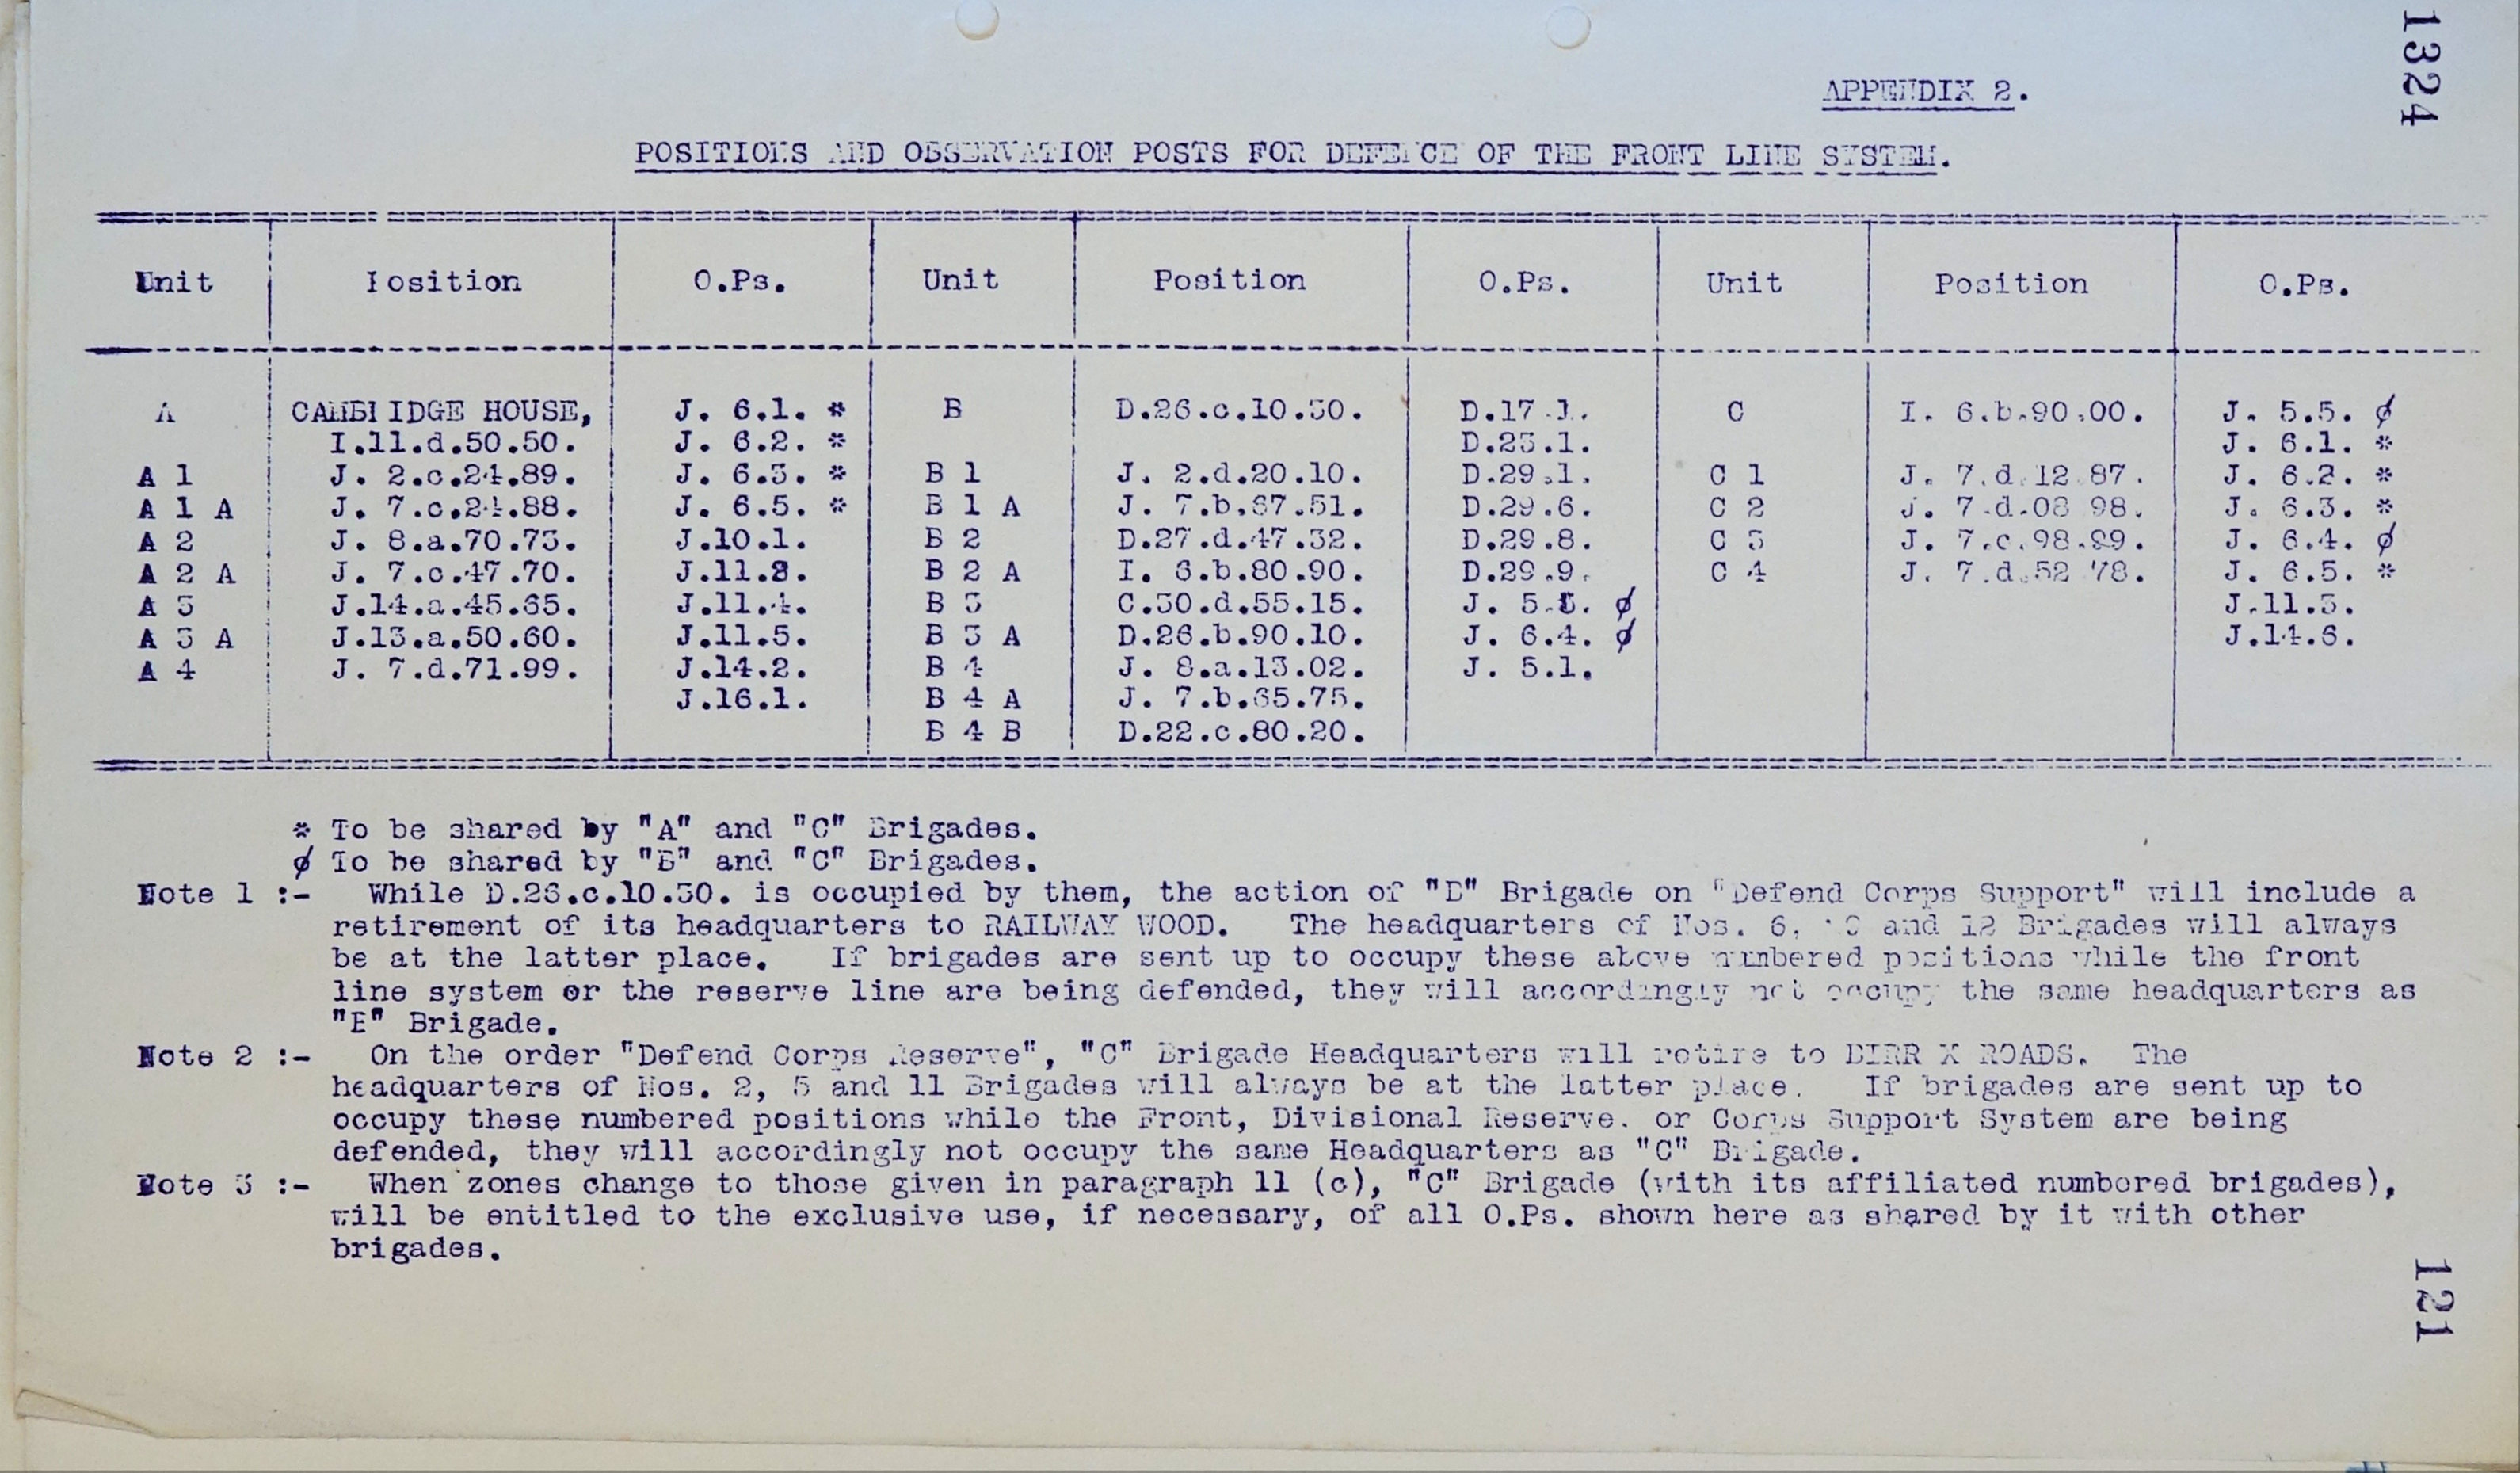 1324
APPENDIX 2.
POSITIONS AND OBSERVATION POSTS FOR DEFENCE OF THE FRONT LINE SYSTEM.
Unit Position O.Ps. Unit Position O.Ps. Unit Position O.Ps.
A CAMBRIDGE HOUSE, J. 6.1. * B D.26.c.10.30. D.17.1. C I. 6.b.90.00. J. 5.5. ϕ
I.11.d.50.50. J. 6.2. * D.23.1. J. 6.1. *
A 1 J. 2.c.24.89. J. 6.3. * B 1 J. 2.d.20.10. D.29.1. C 1 J. 7.d.12.87. J. 6.2. *
A 1 A J. 7.c.24.88. J. 6.5. * B 1 A J. 7.b.67.51. D.29.6. C 2 J. 7.d.08.98. J. 6.3. *
A 2 J. 8.a.70.73. J.10.1. B 2 D.27.d.47.32. D.29.8. C 3 J. 7.c.98.99. J. 6.4. ϕ
A 2 A J. 7.c.47.70. J.11.3. B 2 A I. 6.b.80.90. D.29.9. C 4 J. 7.d.52.78. J. 6.5. *
A 3 J.14.a.45.65. J.11.4. B 3 C.30.d.55.15. J. 5.5. ϕ J.11.3.
A 3 A J.13.a.50.60. J.11.5. B 3 A D.26.b.90.10. J. 6.4. ϕ J.14.6.
A 4 J. 7.d.71.99. J.14.2. B 4 J. 8.a.13.02. J. 5.1.
J.16.1. B 4 A J. 7.b.65.75.
B 4 B D.22.c.80.20.
* To be shared by "A" and "C" Brigades.
ϕ To be shared by "B" and "C" Brigades.
Note 1 :- While D.26.c.10.30. is occupied by them, the action of "B" Brigade on "Defend Corps Support" will include a
retirement of its headquarters to RAILWAY WOOD. The headquarters of Nos. 6, and 12 Brigades will always
be at the latter place. If brigades are sent up to occupy these above numbered positions while the front
line system or the reserve line are being defended, they will accordingly not occupy the same headquarters as
"B" Brigade.
Note 2 :- On the order "Defend Corps Reserve", "C" Brigade Headquarters will retire to BIRR X ROADS. The
headquarters of Nos. 2, 5 and 11 Brigades will always be at the latter place. If brigades are sent up to
occupy these numbered positions while the Front, Divisional Reserve. or Corps Support System are being
defended, they will accordingly not occupy the same Headquarters as "C" Brigade.
Note 3 :- When zones change to those given in paragraph 11 (c), "C" Brigade (with its affiliated numbered brigades),
will be entitled to the exclusive use, if necessary, of all O.Ps. shown here as shared by it with other
brigades.
121